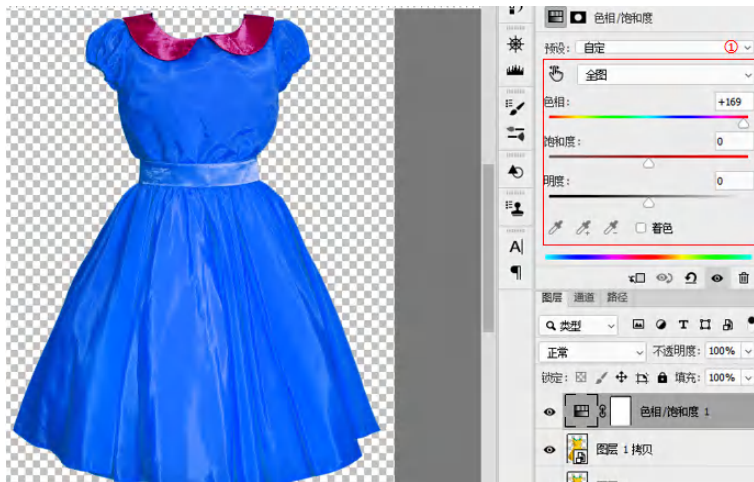 色相/饱和度
预设： 自定 ①
全图
色相： +169
饱和度： 0
明度： 0
着色
图层 通道 路径
类型 T
正常 不透明度： 100%
锁定： 填充： 100%
色相/饱和度 1
图层 1 拷贝
A
¶